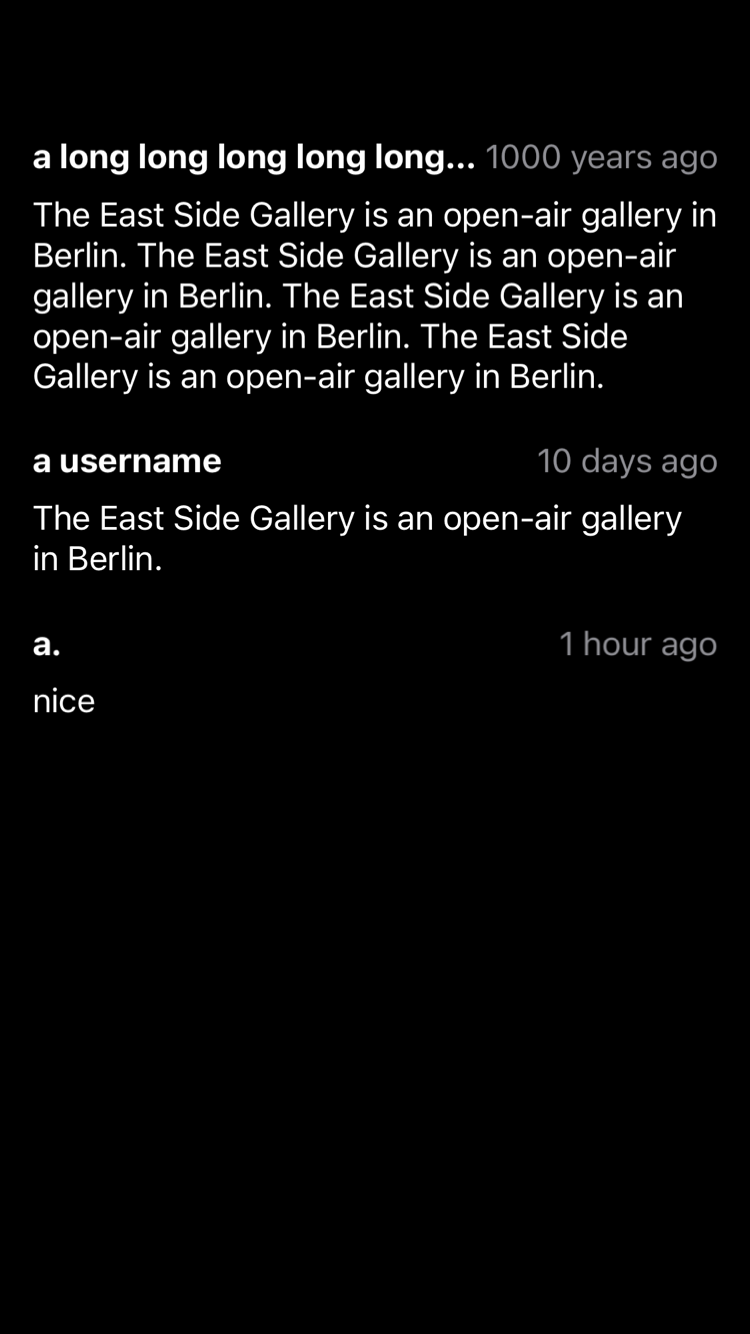 a long long long long long... 1000 years ago
The East Side Gallery is an open-air gallery in
Berlin. The East Side Gallery is an open-air
gallery in Berlin. The East Side Gallery is an
open-air gallery in Berlin. The East Side
Gallery is an open-air gallery in Berlin.
a username 10 days ago
The East Side Gallery is an open-air gallery
in Berlin.
a. 1 hour ago
nice